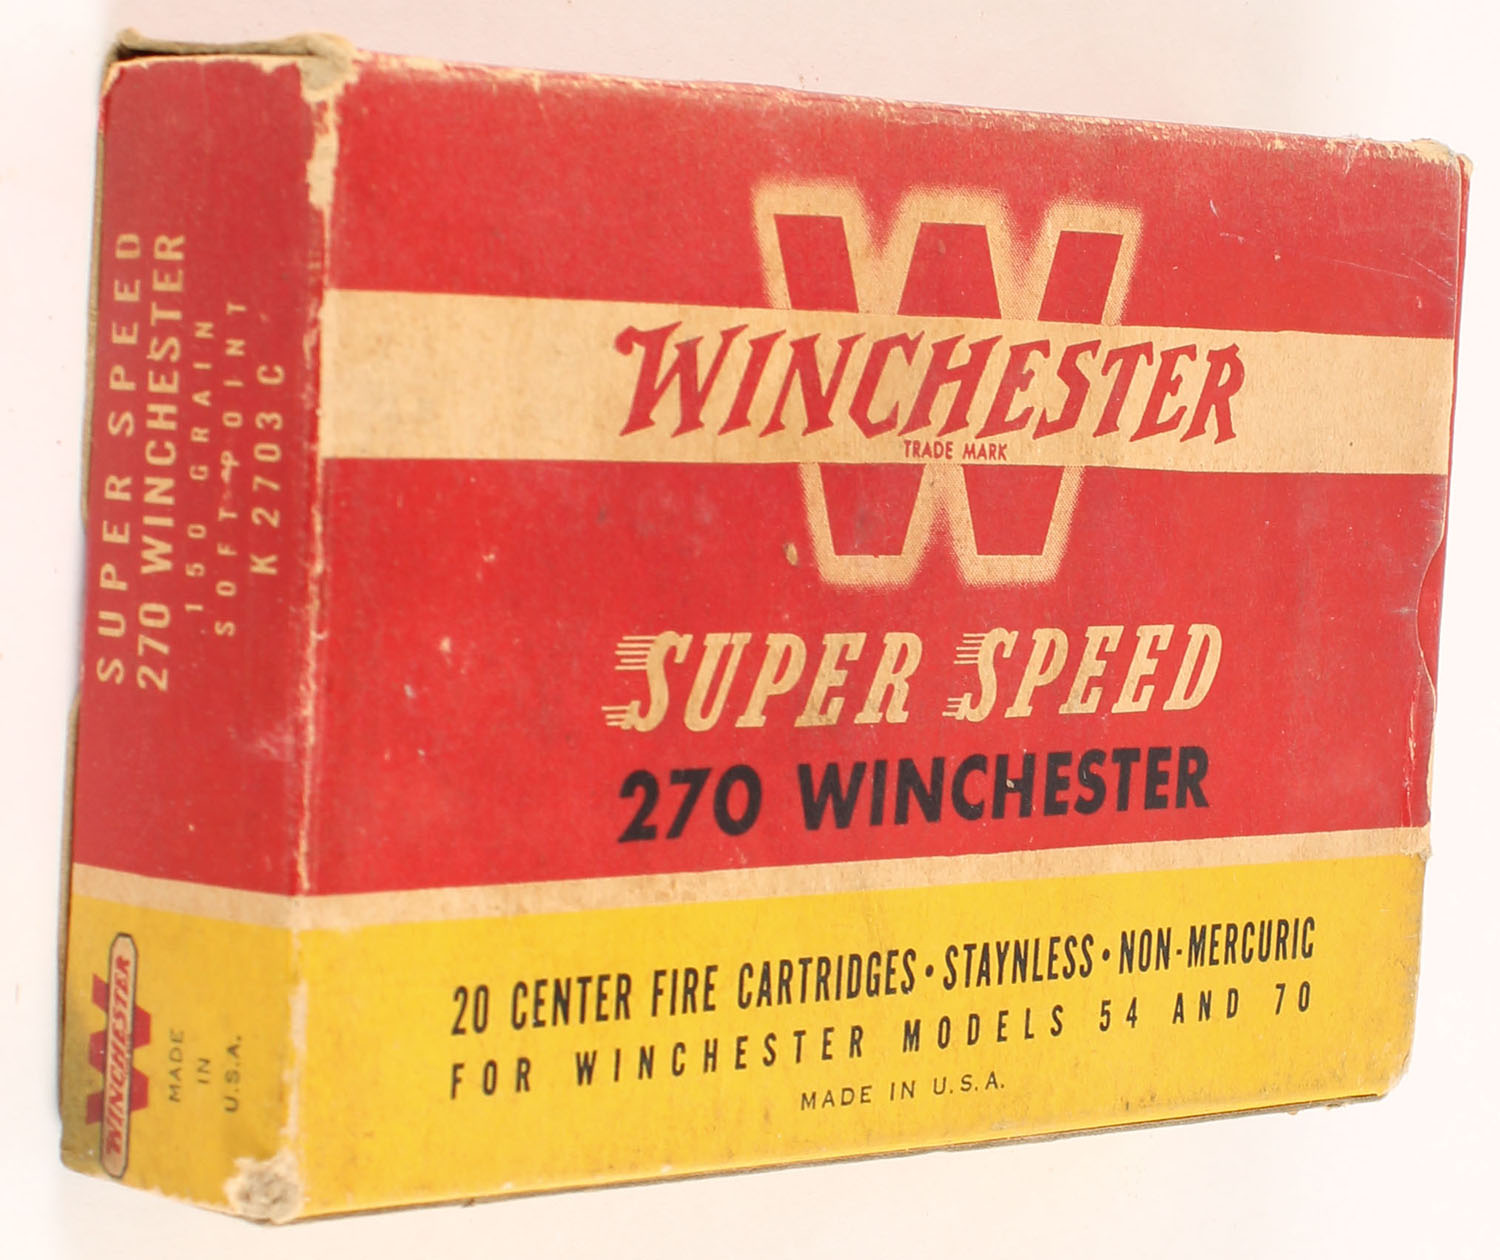 SUPER SPEED
270 WINCHESTER
150 GRAIN
SOFT POINT
K 2703 C
W
WINCHESTER
MADE
IN
U.S.A.
W
WINCHESTER
TRADE MARK
SUPER SPEED
270 WINCHESTER
20 CENTER FIRE CARTRIDGES • STAYNLESS • NON-MERCURIC
FOR WINCHESTER MODELS 54 AND 70
MADE IN U.S.A.